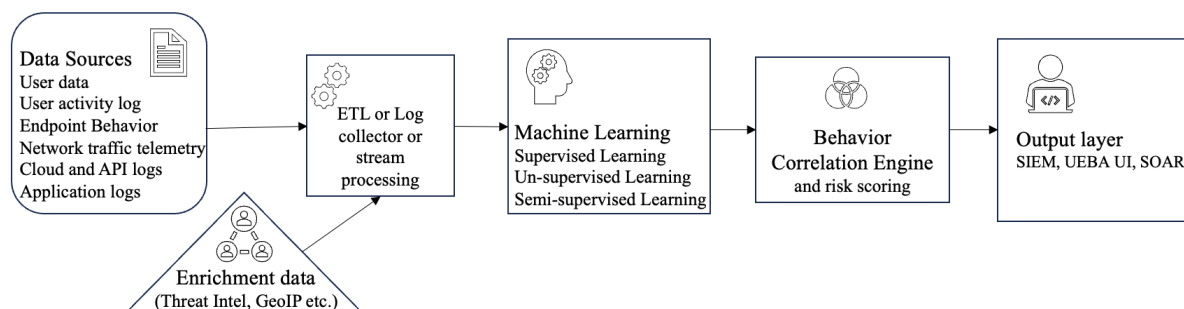 Data Sources
User data
User activity log
Endpoint Behavior
Network traffic telemetry
Cloud and API logs
Application logs
ETL or Log
collector or
stream
processing
Enrichment data
(Threat Intel, GeoIP etc.)
Machine Learning
Supervised Learning
Un-supervised Learning
Semi-supervised Learning
Behavior
Correlation Engine
and risk scoring
</>
Output layer
SIEM, UEBA UI, SOAR